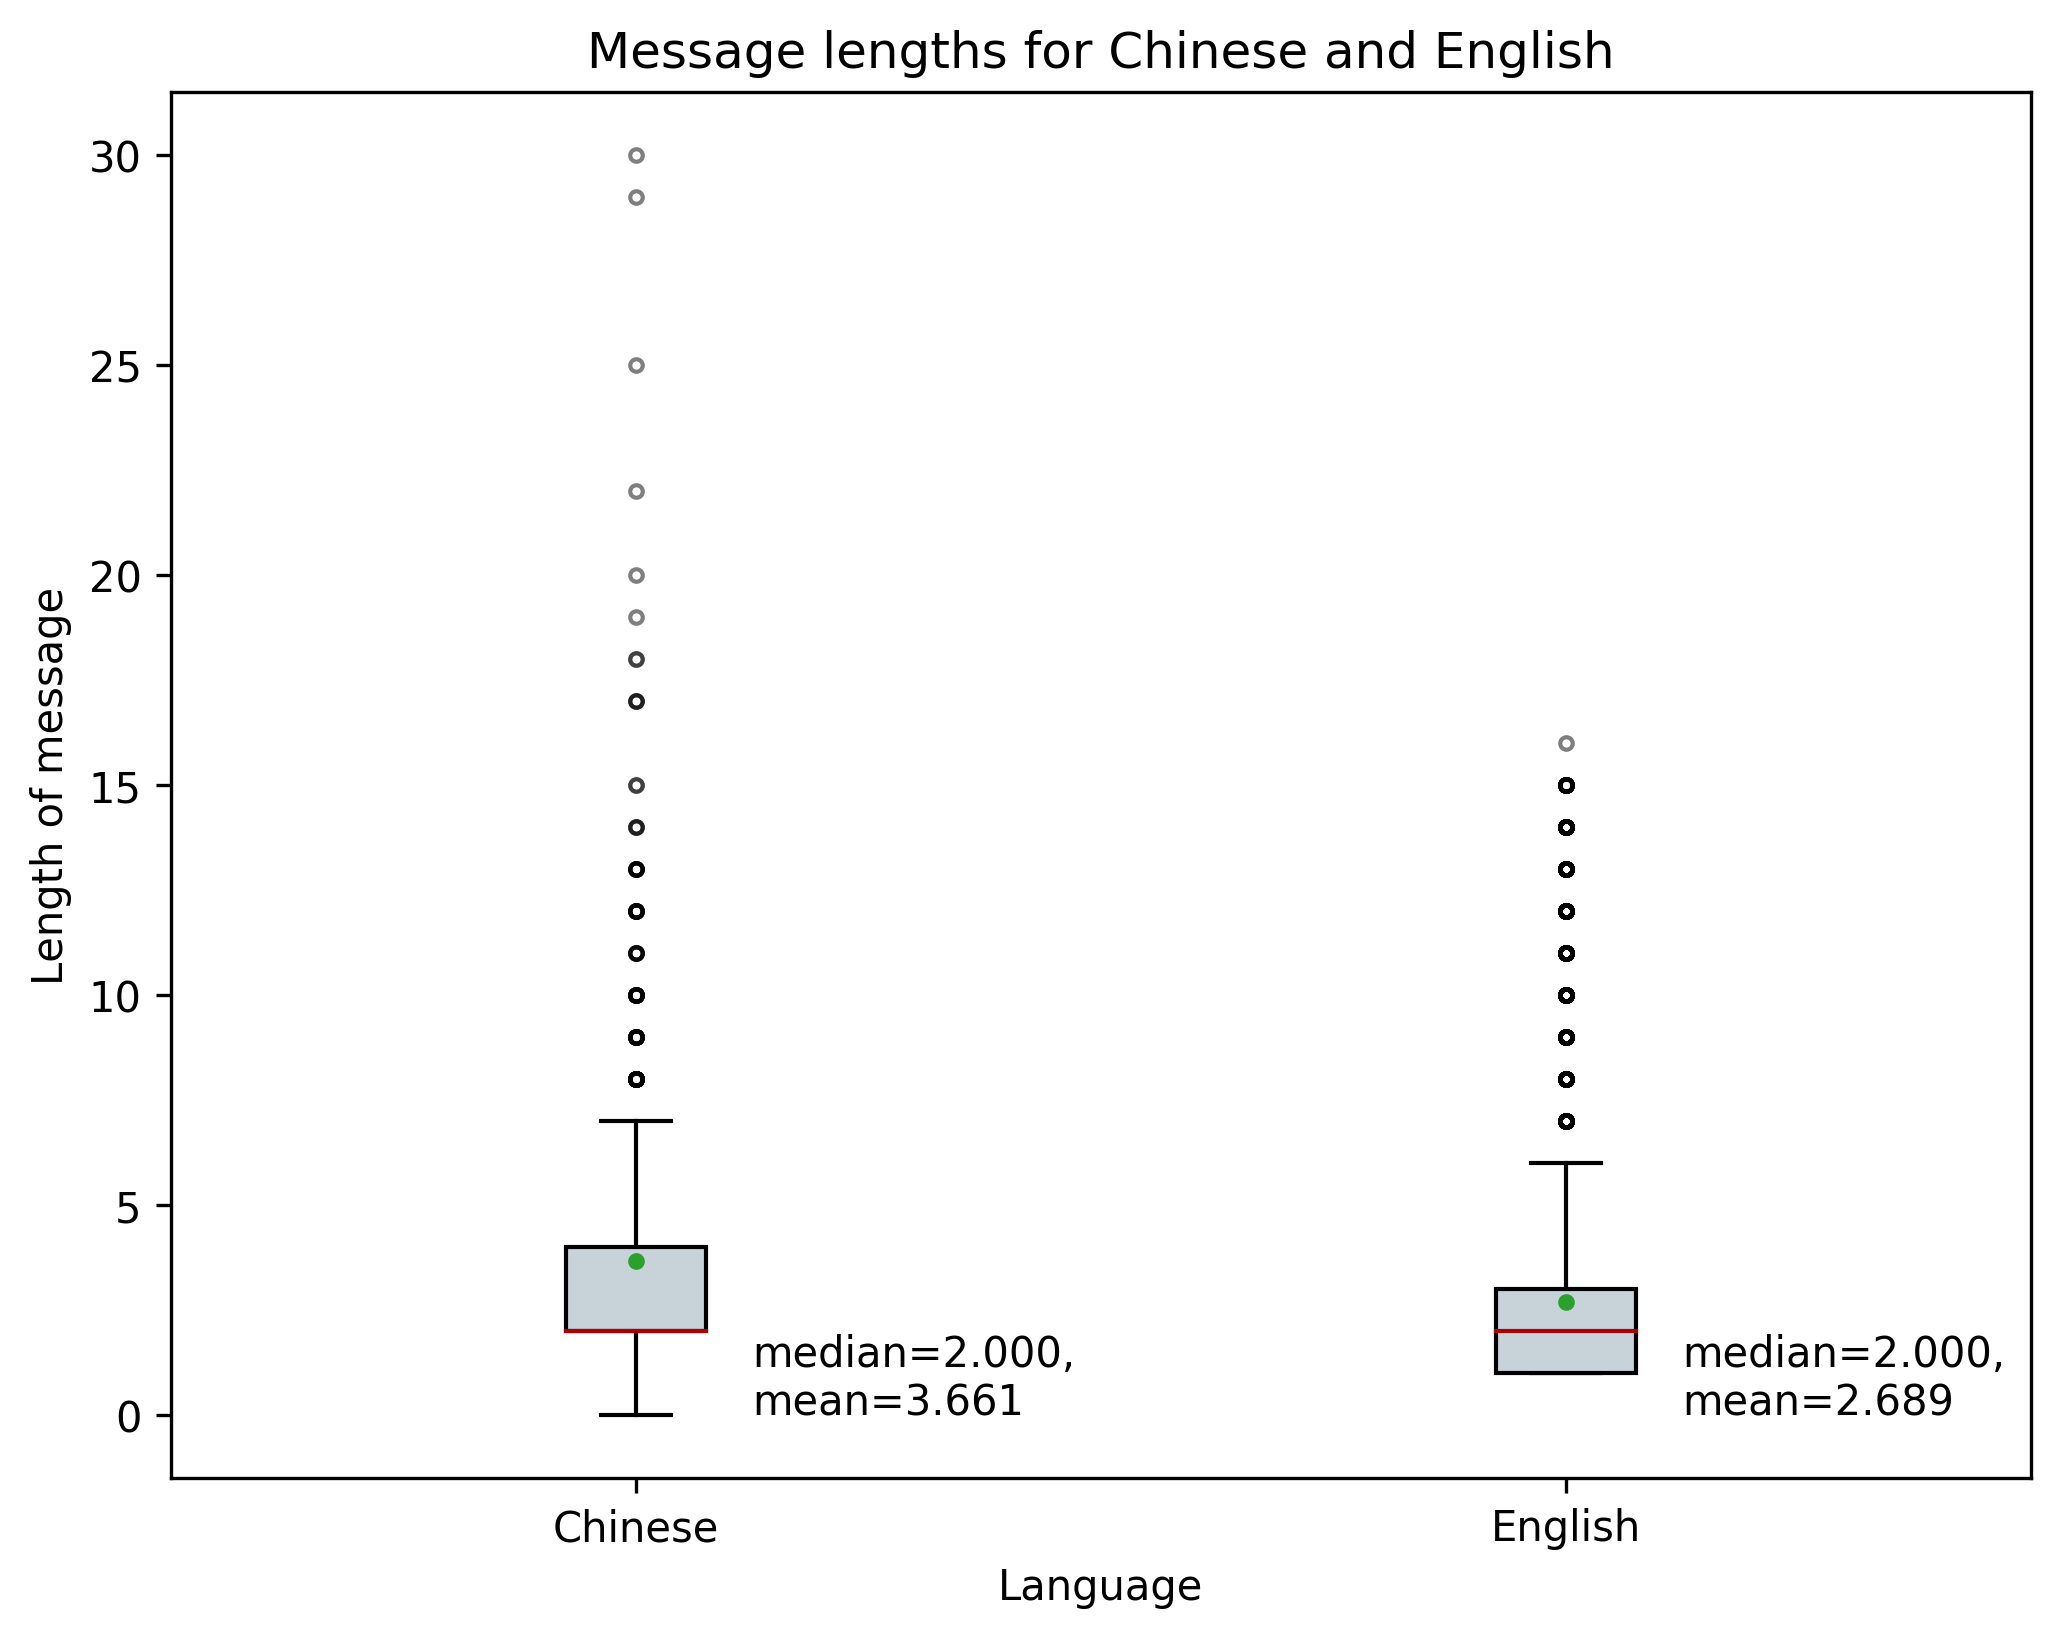 Message lengths for Chinese and English
30
25
20
15
10
5
0
Length of message
median=2.000,
mean=3.661
median=2.000,
mean=2.689
Chinese
English
Language